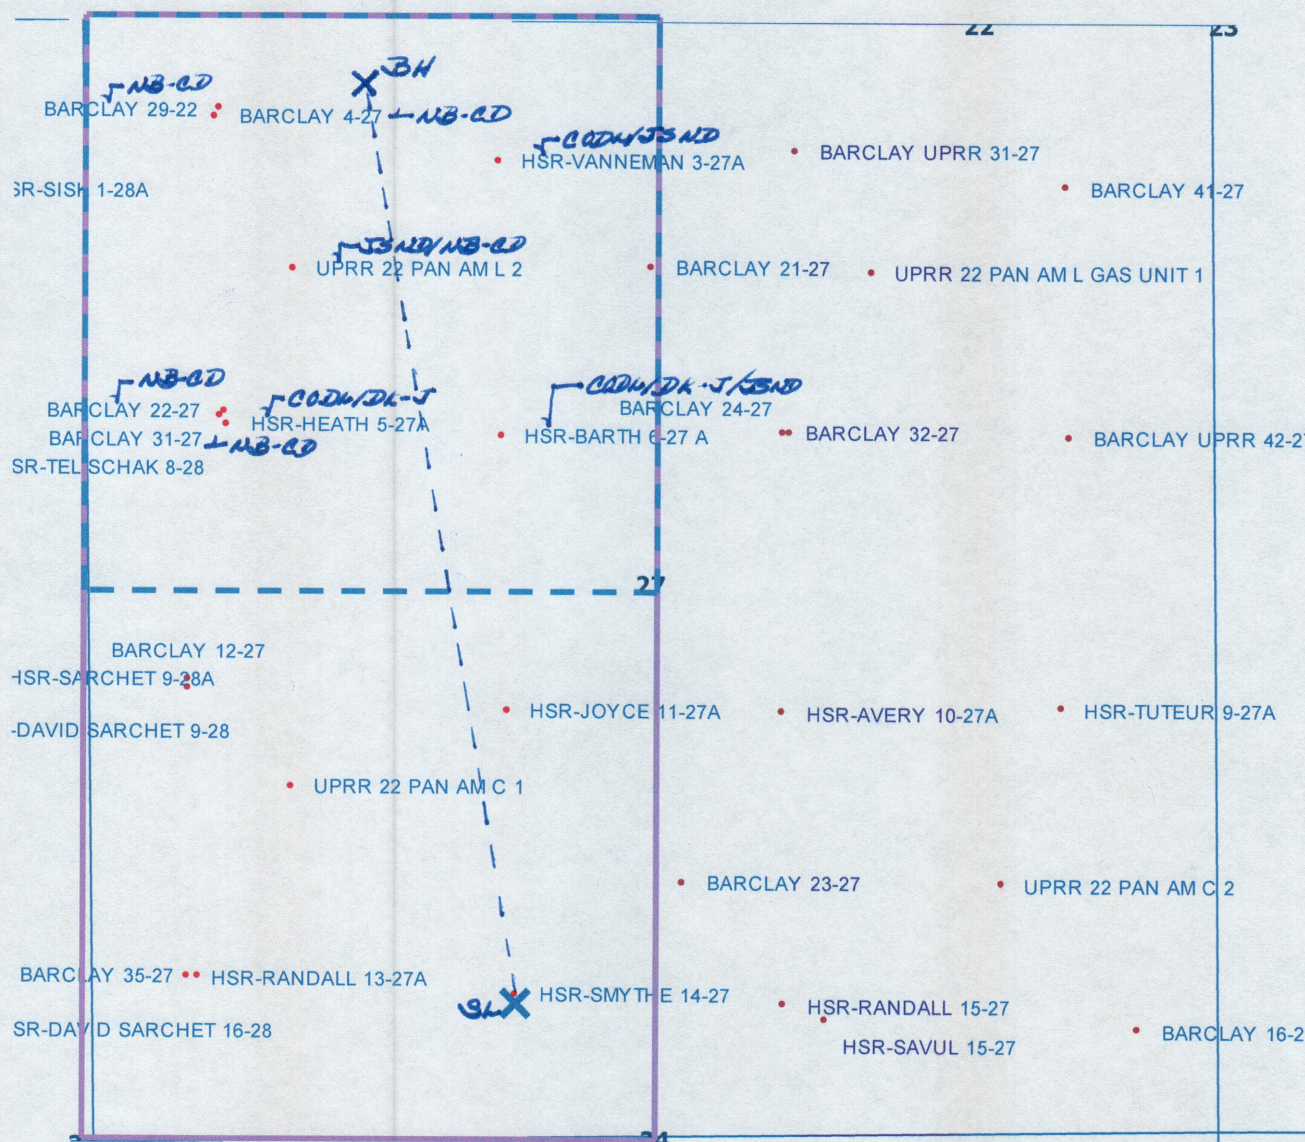 22
23
BH
NB-CD
BARCLAY 29-22
BARCLAY 4-27
NB-CD
CODL/JSND
HSR-VANNEMAN 3-27A
BARCLAY UPRR 31-27
SR-SISK 1-28A
BARCLAY 41-27
JSND/NB-CD
UPRR 22 PAN AM L 2
BARCLAY 21-27
UPRR 22 PAN AM L GAS UNIT 1
NB-CD
CODL/DK-J
CODL/DK-J/JSND
BARCLAY 22-27
BARCLAY 24-27
HSR-HEATH 5-27A
HSR-BARTH 6-27 A
BARCLAY 32-27
BARCLAY UPRR 42-27
BARCLAY 31-27
NB-CD
SR-TELISCHAK 8-28
27
BARCLAY 12-27
HSR-SARCHET 9-28A
HSR-JOYCE 11-27A
HSR-AVERY 10-27A
HSR-TUTEUR 9-27A
-DAVID SARCHET 9-28
UPRR 22 PAN AM C 1
BARCLAY 23-27
UPRR 22 PAN AM C 2
BARCLAY 35-27
HSR-RANDALL 13-27A
SL
HSR-SMYTHE 14-27
HSR-RANDALL 15-27
SR-DAVID SARCHET 16-28
HSR-SAVUL 15-27
BARCLAY 16-2
34